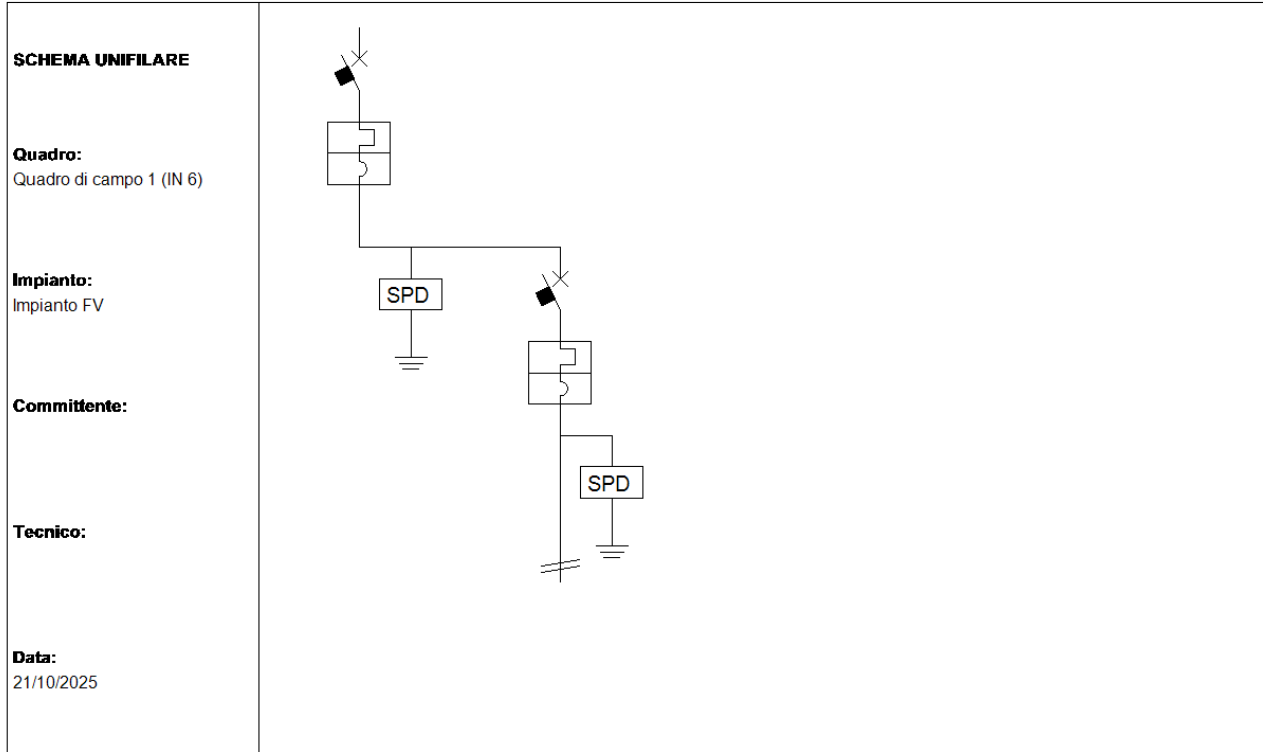 SCHEMA UNIFILARE
Quadro:
Quadro di campo 1 (IN 6)
Impianto:
Impianto FV
Committente:
Tecnico:
Data:
21/10/2025
SPD
SPD